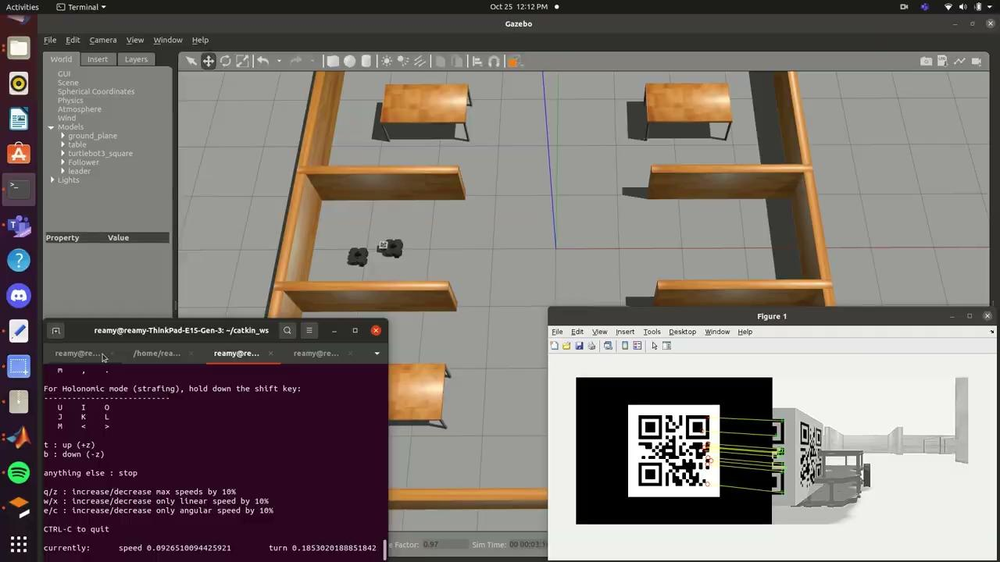 Activities
Terminal
Oct 25 12:12 PM
Gazebo
File Edit Camera View Window Help
World Insert Layers
GUI
Scene
Spherical Coordinates
Physics
Atmosphere
Wind
Models
ground_plane
table
turtlebot3_square
Follower
leader
Lights
Property Value
reamy@reamy-ThinkPad-E15-Gen-3: ~/catkin_ws
reamy@re... /home/rea... reamy@re... reamy@re...
m , .
For Holonomic mode (strafing), hold down the shift key:
---------------------------
U I O
J K L
M < >
t : up (+z)
b : down (-z)
anything else : stop
q/z : increase/decrease max speeds by 10%
w/x : increase/decrease only linear speed by 10%
e/c : increase/decrease only angular speed by 10%
CTRL-C to quit
currently: speed 0.0926510094425921 turn 0.1853020188851842
e Factor: 0.97 Sim Time: 00 00:03:1
Figure 1
File Edit View Insert Tools Desktop Window Help